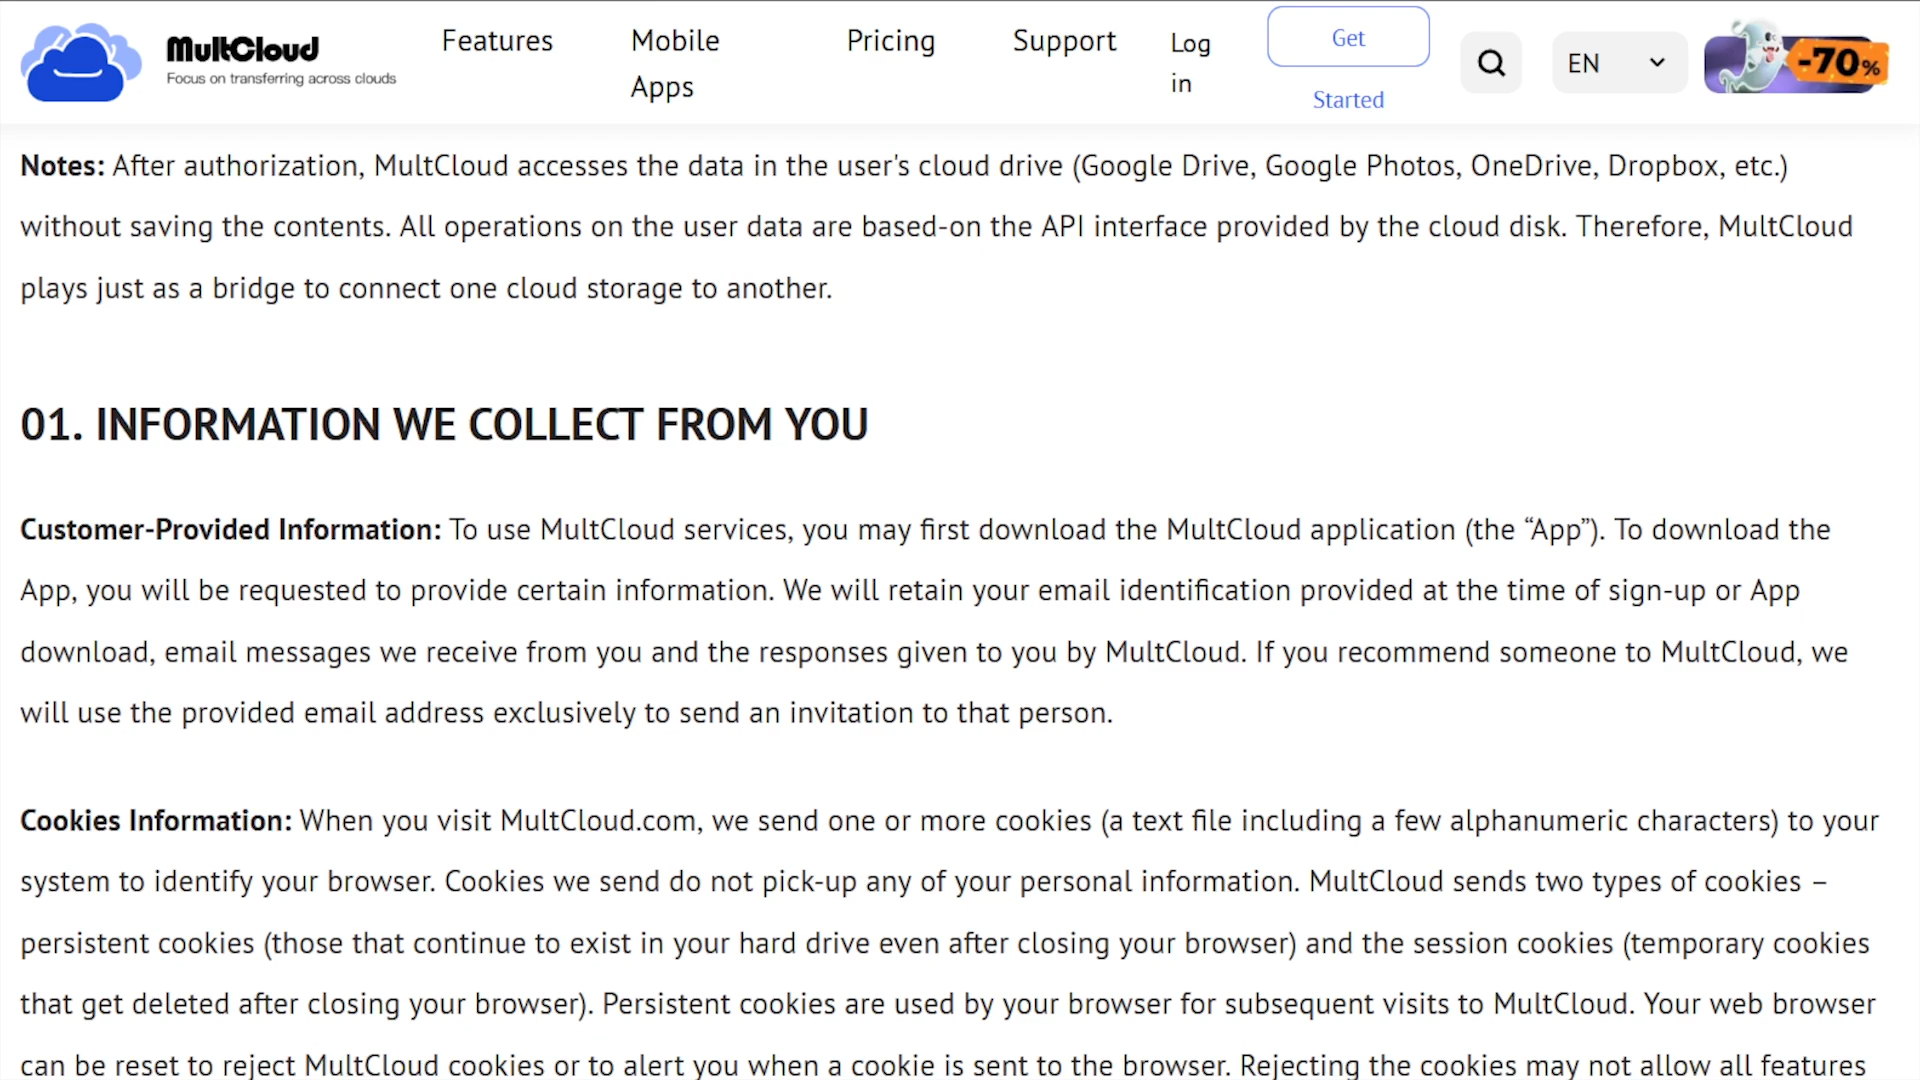 MultCloud
Focus on transferring across clouds
Features
Mobile
Apps
Pricing
Support
Log
in
Get
Started
EN
-70%
Notes: After authorization, MultCloud accesses the data in the user's cloud drive (Google Drive, Google Photos, OneDrive, Dropbox, etc.)
without saving the contents. All operations on the user data are based-on the API interface provided by the cloud disk. Therefore, MultCloud
plays just as a bridge to connect one cloud storage to another.
01. INFORMATION WE COLLECT FROM YOU
Customer-Provided Information: To use MultCloud services, you may first download the MultCloud application (the “App”). To download the
App, you will be requested to provide certain information. We will retain your email identification provided at the time of sign-up or App
download, email messages we receive from you and the responses given to you by MultCloud. If you recommend someone to MultCloud, we
will use the provided email address exclusively to send an invitation to that person.
Cookies Information: When you visit MultCloud.com, we send one or more cookies (a text file including a few alphanumeric characters) to your
system to identify your browser. Cookies we send do not pick-up any of your personal information. MultCloud sends two types of cookies –
persistent cookies (those that continue to exist in your hard drive even after closing your browser) and the session cookies (temporary cookies
that get deleted after closing your browser). Persistent cookies are used by your browser for subsequent visits to MultCloud. Your web browser
can be reset to reject MultCloud cookies or to alert you when a cookie is sent to the browser. Rejecting the cookies may not allow all features